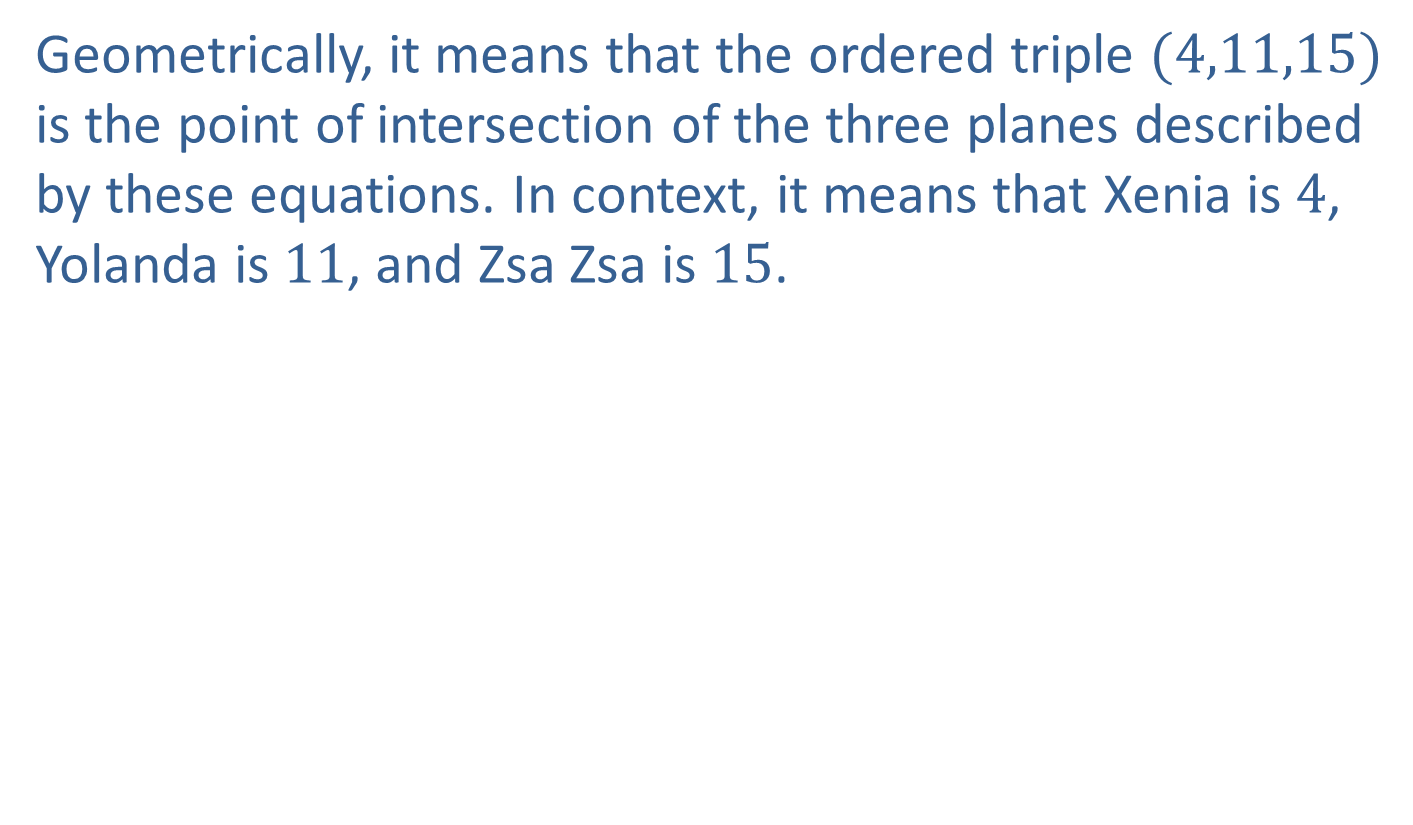 Geometrically, it means that the ordered triple (4,11,15)
is the point of intersection of the three planes described
by these equations. In context, it means that Xenia is 4,
Yolanda is 11, and Zsa Zsa is 15.